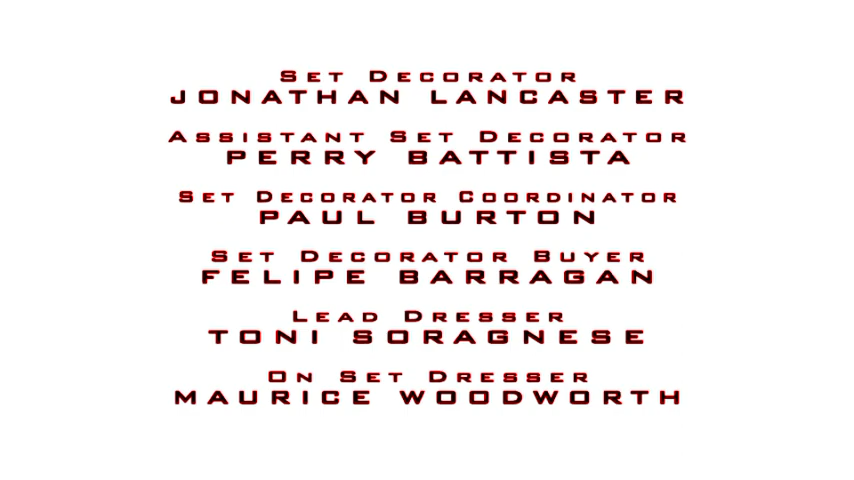 Set Decorator
JONATHAN LANCASTER
Assistant Set Decorator
PERRY BATTISTA
Set Decorator Coordinator
PAUL BURTON
Set Decorator Buyer
FELIPE BARRAGAN
Lead Dresser
TONI SORAGNESE
On Set Dresser
MAURICE WOODWORTH